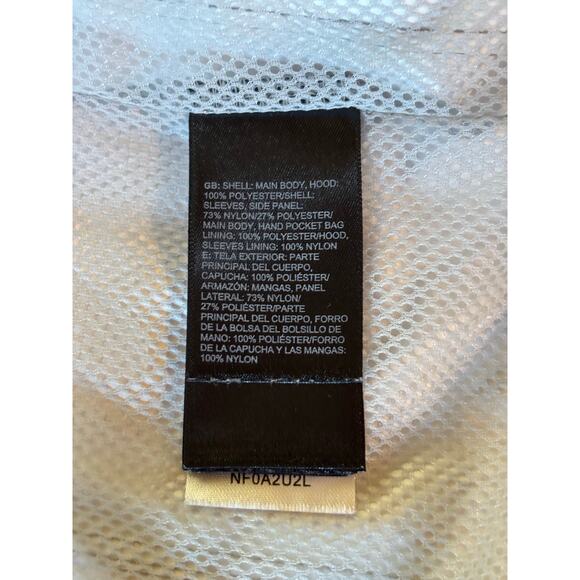 GB: SHELL: MAIN BODY, HOOD:
100% POLYESTER/SHELL:
SLEEVES, SIDE PANEL:
73% NYLON/27% POLYESTER/
MAIN BODY, HAND POCKET BAG
LINING: 100% POLYESTER/HOOD,
SLEEVES LINING: 100% NYLON
E: TELA EXTERIOR: PARTE
PRINCIPAL DEL CUERPO,
CAPUCHA: 100% POLIÉSTER/
ARMAZÓN: MANGAS, PANEL
LATERAL: 73% NYLON/
27% POLIÉSTER/PARTE
PRINCIPAL DEL CUERPO, FORRO
DE LA BOLSA DEL BOLSILLO DE
MANO: 100% POLIÉSTER/FORRO
DE LA CAPUCHA Y LAS MANGAS:
100% NYLON
NF0A2U2L